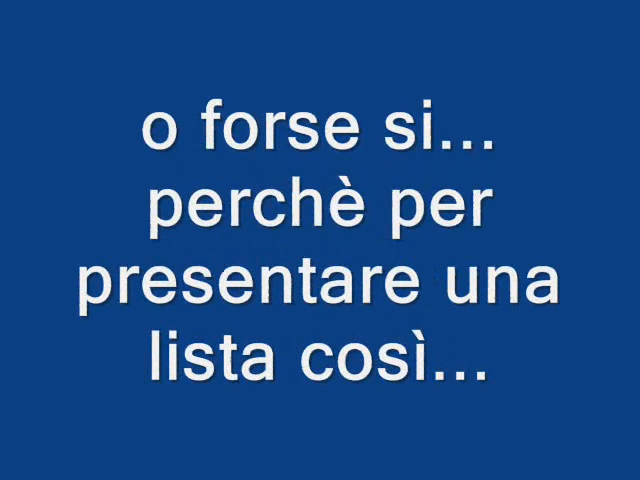 o forse si...
perchè per
presentare una
lista così...